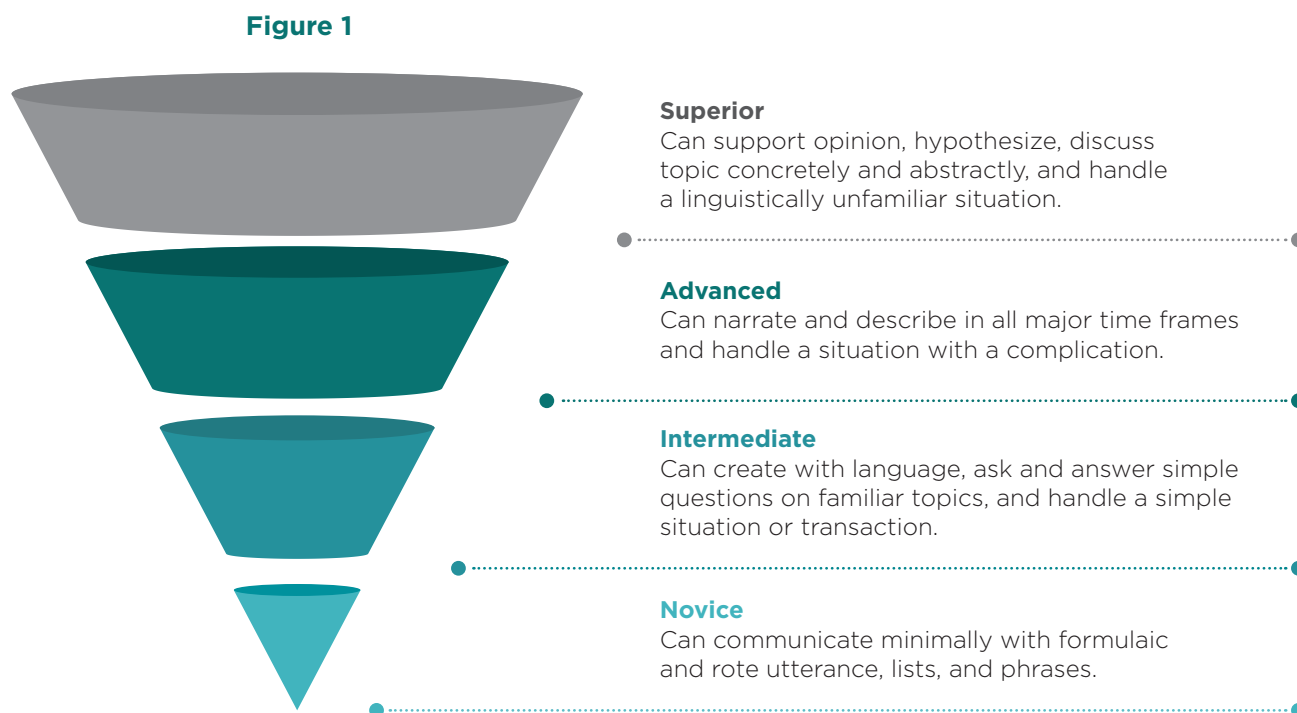 Figure 1
Superior
Can support opinion, hypothesize, discuss
topic concretely and abstractly, and handle
a linguistically unfamiliar situation.
Advanced
Can narrate and describe in all major time frames
and handle a situation with a complication.
Intermediate
Can create with language, ask and answer simple
questions on familiar topics, and handle a simple
situation or transaction.
Novice
Can communicate minimally with formulaic
and rote utterance, lists, and phrases.